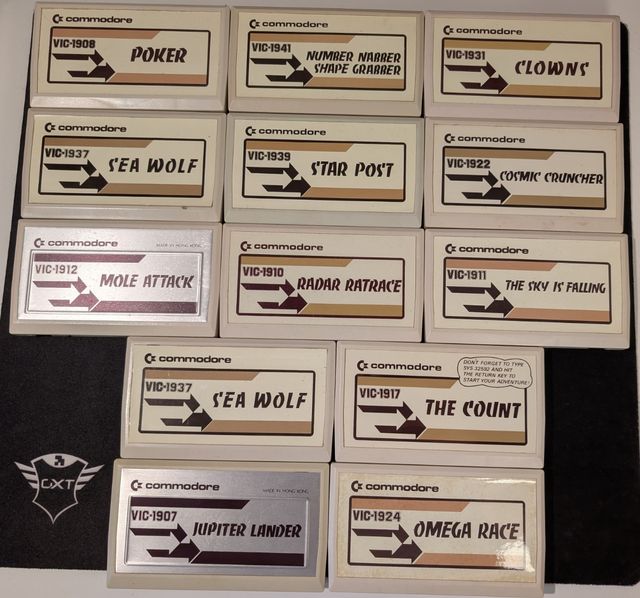 commodore
VIC-1908
POKER
commodore
VIC-1941
NUMBER NABBER
SHAPE GRABBER
commodore
VIC-1931
CLOWNS
commodore
VIC-1937
SEA WOLF
commodore
VIC-1939
STAR POST
commodore
VIC-1922
COSMIC CRUNCHER
commodore
MADE IN HONG KONG
VIC-1912
MOLE ATTACK
commodore
VIC-1910
RADAR RATRACE
commodore
VIC-1911
THE SKY IS FALLING
commodore
VIC-1937
SEA WOLF
commodore
DON'T FORGET TO TYPE
SYS 32592 AND HIT
THE RETURN KEY TO
START YOUR ADVENTURE!
VIC-1917
THE COUNT
commodore
MADE IN HONG KONG
VIC-1907
JUPITER LANDER
commodore
VIC-1924
OMEGA RACE
GXT